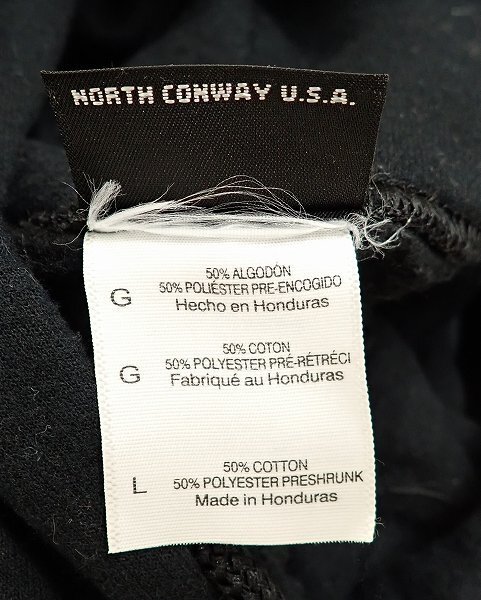 NORTH CONWAY U.S.A.
50% ALGODÓN
G 50% POLIÉSTER PRE-ENCOGIDO
Hecho en Honduras
50% COTON
G 50% POLYESTER PRÉ-RÉTRÉCI
Fabriqué au Honduras
50% COTTON
L 50% POLYESTER PRESHRUNK
Made in Honduras